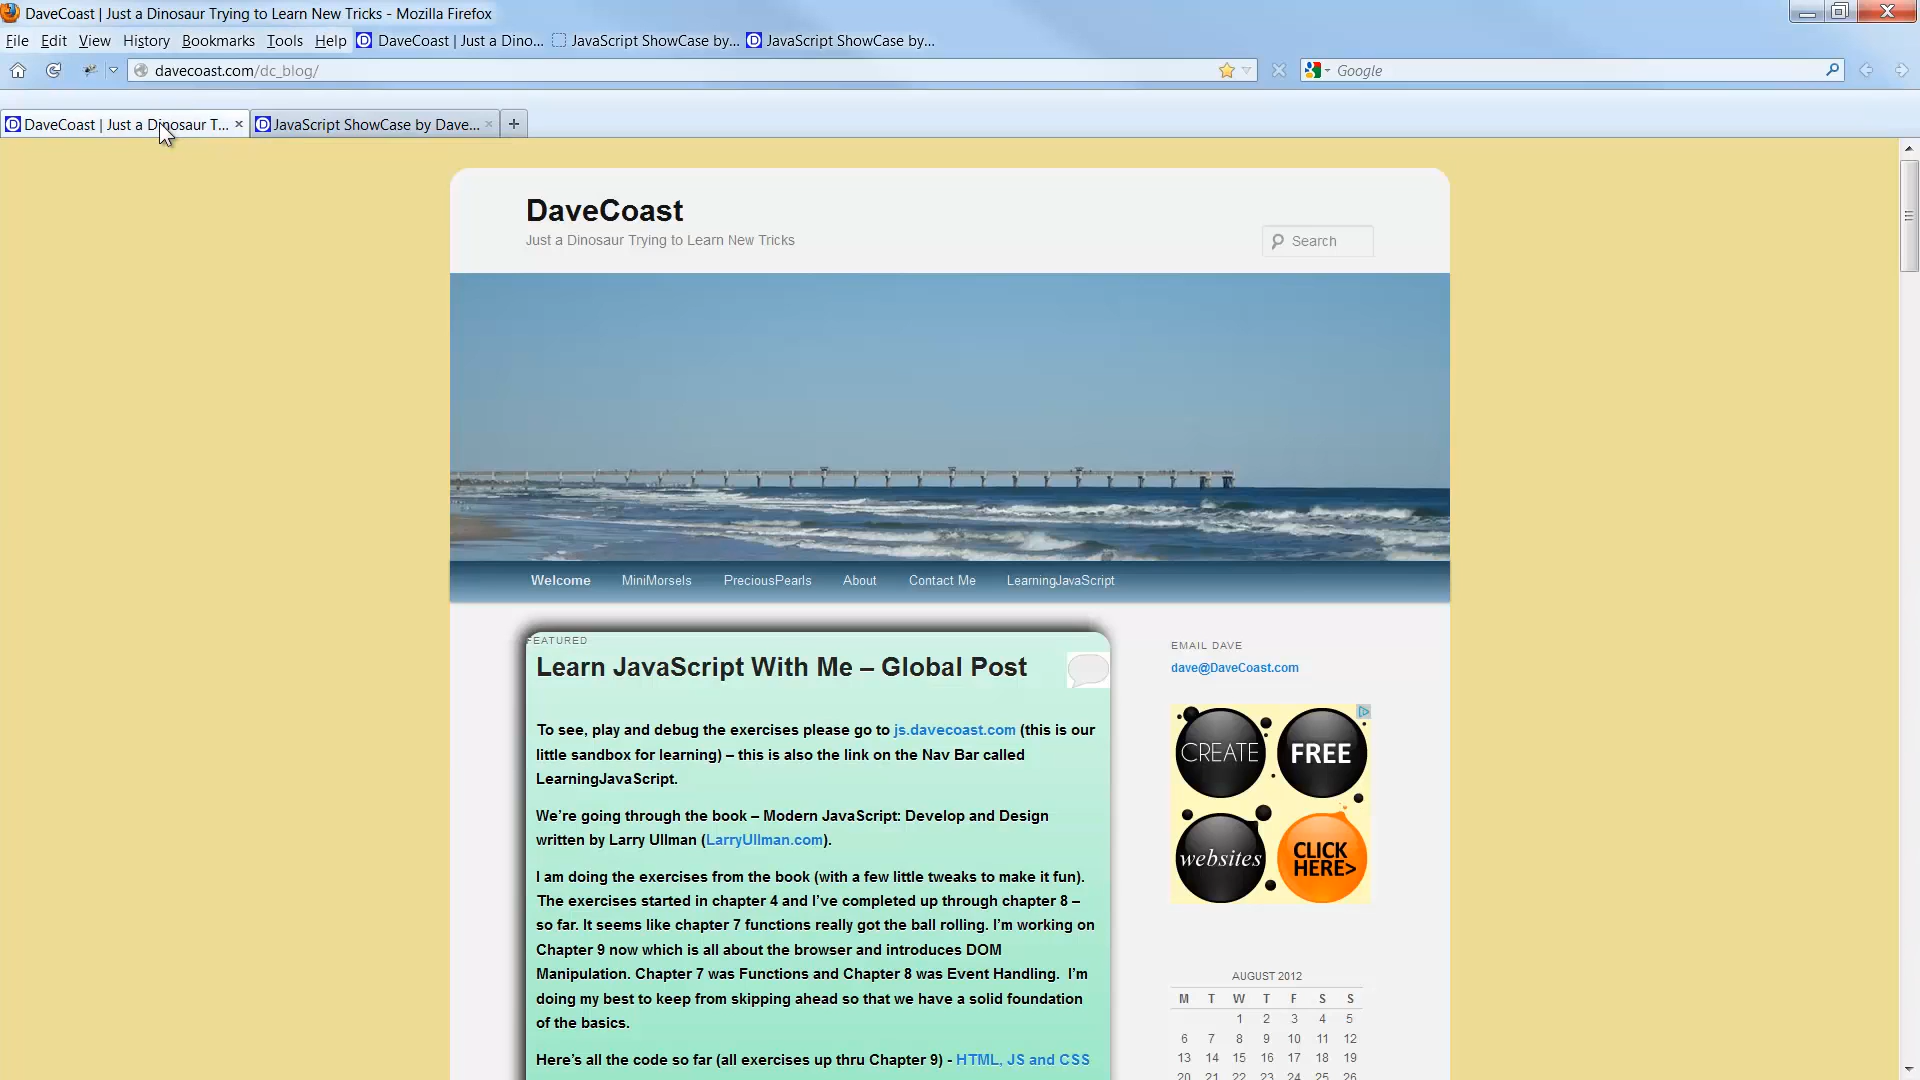 DaveCoast | Just a Dinosaur Trying to Learn New Tricks - Mozilla Firefox
File Edit View History Bookmarks Tools Help DaveCoast | Just a Dino... JavaScript ShowCase by... JavaScript ShowCase by...
davecoast.com/dc_blog/ Google
DaveCoast | Just a Dinosaur T... JavaScript ShowCase by Dave...
DaveCoast
Just a Dinosaur Trying to Learn New Tricks
Search
Welcome MiniMorsels PreciousPearls About Contact Me LearningJavaScript
FEATURED
Learn JavaScript With Me – Global Post
To see, play and debug the exercises please go to js.davecoast.com (this is our
little sandbox for learning) – this is also the link on the Nav Bar called
LearningJavaScript.
We're going through the book – Modern JavaScript: Develop and Design
written by Larry Ullman (LarryUllman.com).
I am doing the exercises from the book (with a few little tweaks to make it fun).
The exercises started in chapter 4 and I've completed up through chapter 8 –
so far. It seems like chapter 7 functions really got the ball rolling. I'm working on
Chapter 9 now which is all about the browser and introduces DOM
Manipulation. Chapter 7 was Functions and Chapter 8 was Event Handling. I'm
doing my best to keep from skipping ahead so that we have a solid foundation
of the basics.
Here's all the code so far (all exercises up thru Chapter 9) - HTML, JS and CSS
EMAIL DAVE
dave@DaveCoast.com
CREATE FREE
websites CLICK
HERE>
AUGUST 2012
M T W T F S S
1 2 3 4 5
6 7 8 9 10 11 12
13 14 15 16 17 18 19
20 21 22 23 24 25 26